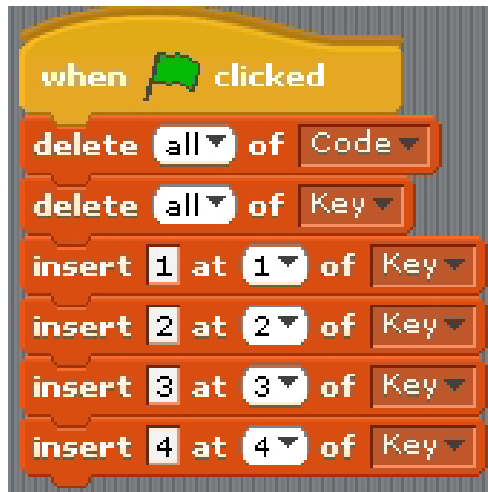 when clicked
delete all of Code
delete all of Key
insert 1 at 1 of Key
insert 2 at 2 of Key
insert 3 at 3 of Key
insert 4 at 4 of Key